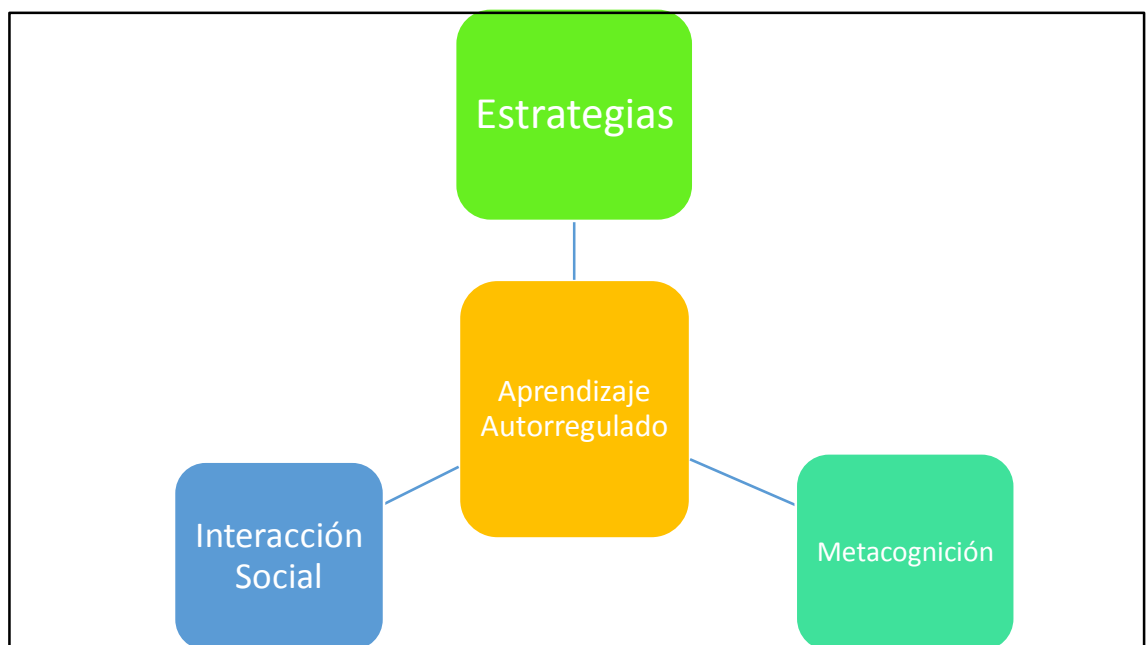 Estrategias
Aprendizaje
Autorregulado
Interacción
Social
Metacognición